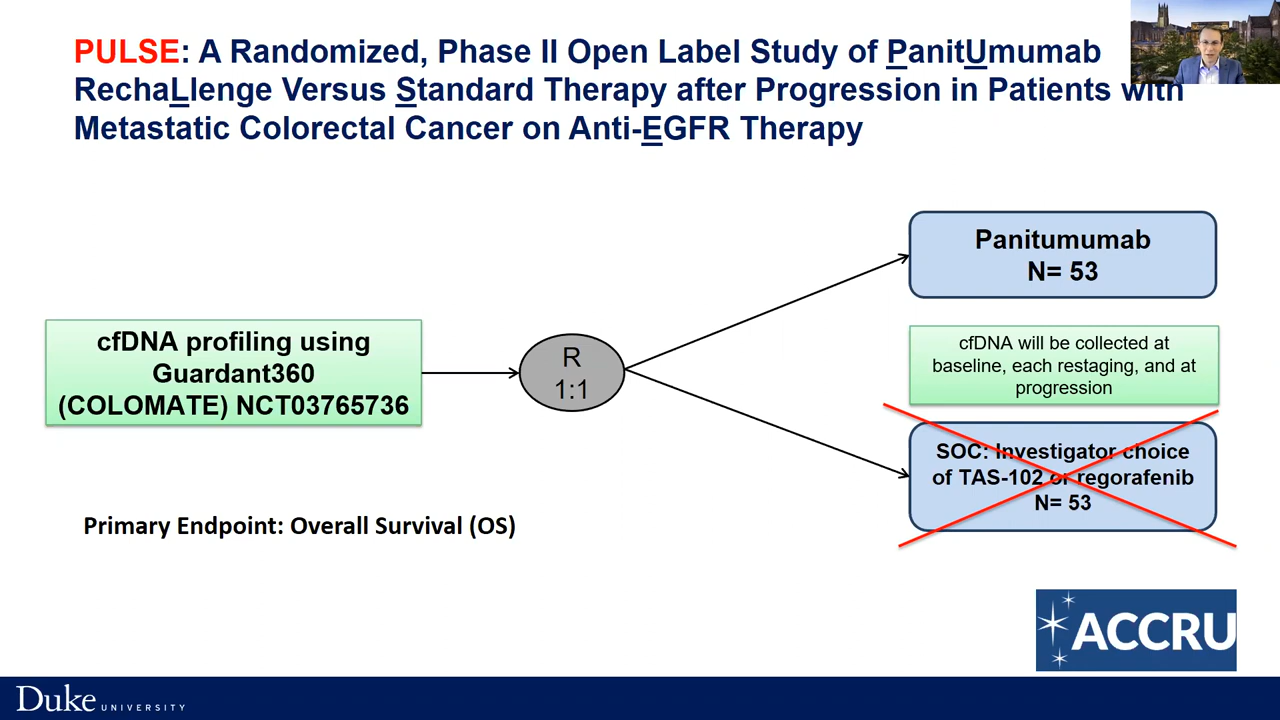 PULSE: A Randomized, Phase II Open Label Study of PanitUmumab
RechaLlenge Versus Standard Therapy after Progression in Patients with
Metastatic Colorectal Cancer on Anti-EGFR Therapy
Panitumumab
N= 53
cfDNA profiling using
Guardant360
(COLOMATE) NCT03765736
R
1:1
cfDNA will be collected at
baseline, each restaging, and at
progression
SOC: Investigator choice
of TAS-102 or regorafenib
N= 53
Primary Endpoint: Overall Survival (OS)
ACCRU
Duke UNIVERSITY